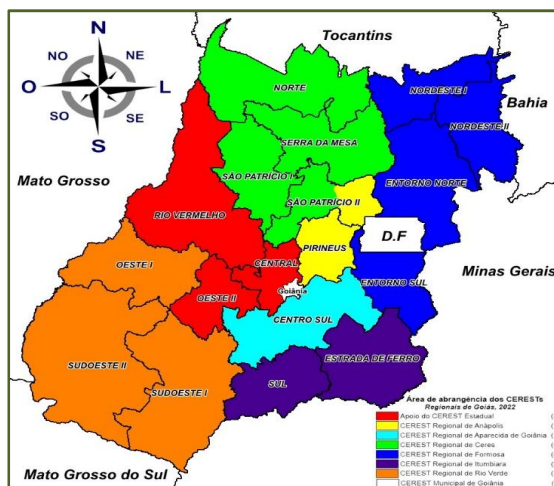 N
NO
NE
O
L
SO
SE
S
Tocantins
Bahia
Mato Grosso
Minas Gerais
Mato Grosso do Sul
NORTE
NORDESTE I
NORDESTE II
SERRA DA MESA
SÃO PATRÍCIO I
SÃO PATRÍCIO II
ENTORNO NORTE
RIO VERMELHO
D.F
PIRINEUS
OESTE I
CENTRAL
Goiânia
ENTORNO SUL
OESTE II
CENTRO SUL
SUDOESTE II
SUDOESTE I
SUL
ESTRADA DE FERRO
Área de abrangência dos CERESTs
Regionais de Goiás, 2022
Apoio do CEREST Estadual (
CEREST Regional de Anápolis (
CEREST Regional de Aparecida de Goiânia (
CEREST Regional de Ceres (
CEREST Regional de Formosa (
CEREST Regional de Itumbiara (
CEREST Regional de Rio Verde (
CEREST Municipal de Goiânia (